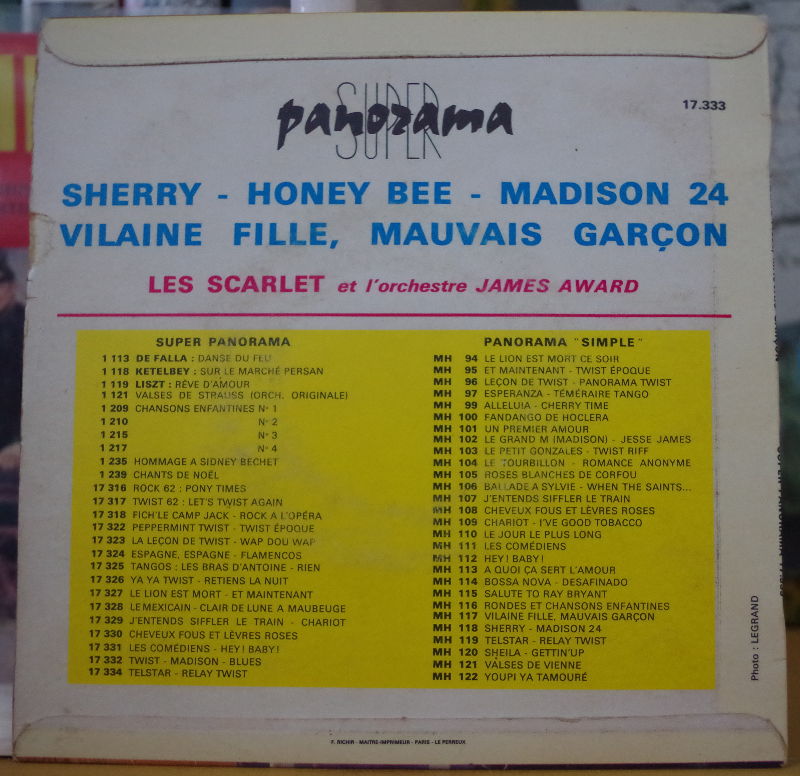 SUPER
panorama
SUPER
17.333
SHERRY - HONEY BEE - MADISON 24
VILAINE FILLE, MAUVAIS GARÇON
LES SCARLET et l'orchestre JAMES AWARD
SUPER PANORAMA
1 113 DE FALLA : DANSE DU FEU
1 118 KETELBEY : SUR LE MARCHÉ PERSAN
1 119 LISZT : RÊVE D'AMOUR
1 121 VALSES DE STRAUSS (ORCH. ORIGINALE)
1 209 CHANSONS ENFANTINES N° 1
1 210 N° 2
1 215 N° 3
1 217 N° 4
1 235 HOMMAGE A SIDNEY BECHET
1 239 CHANTS DE NOËL
17 316 ROCK 62 : PONY TIMES
17 317 TWIST 62 : LET'S TWIST AGAIN
17 318 FICH'LE CAMP JACK - ROCK A L'OPÉRA
17 322 PEPPERMINT TWIST - TWIST ÉPOQUE
17 323 LA LEÇON DE TWIST - WAP DOU WAP
17 324 ESPAGNE, ESPAGNE - FLAMENCOS
17 325 TANGOS : LES BRAS D'ANTOINE - RIEN
17 326 YA YA TWIST - RETIENS LA NUIT
17 327 LE LION EST MORT - ET MAINTENANT
17 328 LE MEXICAIN - CLAIR DE LUNE A MAUBEUGE
17 329 J'ENTENDS SIFFLER LE TRAIN - CHARIOT
17 330 CHEVEUX FOUS ET LÈVRES ROSES
17 331 LES COMÉDIENS - HEY! BABY!
17 332 TWIST - MADISON - BLUES
17 334 TELSTAR - RELAY TWIST
PANORAMA "SIMPLE"
MH 94 LE LION EST MORT CE SOIR
MH 95 ET MAINTENANT - TWIST ÉPOQUE
MH 96 LEÇON DE TWIST - PANORAMA TWIST
MH 97 ESPERANZA - TÉMÉRAIRE TANGO
MH 99 ALLELUIA - CHERRY TIME
MH 100 FANDANGO DE HOCLERA
MH 101 UN PREMIER AMOUR
MH 102 LE GRAND M (MADISON) - JESSE JAMES
MH 103 LE PETIT GONZALES - TWIST RIFF
MH 104 LE TOURBILLON - ROMANCE ANONYME
MH 105 ROSES BLANCHES DE CORFOU
MH 106 BALLADE A SYLVIE - WHEN THE SAINTS...
MH 107 J'ENTENDS SIFFLER LE TRAIN
MH 108 CHEVEUX FOUS ET LÈVRES ROSES
MH 109 CHARIOT - I'VE GOOD TOBACCO
MH 110 LE JOUR LE PLUS LONG
MH 111 LES COMÉDIENS
MH 112 HEY! BABY!
MH 113 A QUOI ÇA SERT L'AMOUR
MH 114 BOSSA NOVA - DESAFINADO
MH 115 SALUTE TO RAY BRYANT
MH 116 RONDES ET CHANSONS ENFANTINES
MH 117 VILAINE FILLE, MAUVAIS GARÇON
MH 118 SHERRY - MADISON 24
MH 119 TELSTAR - RELAY TWIST
MH 120 SHEILA - GETTIN'UP
MH 121 VALSES DE VIENNE
MH 122 YOUPI YA TAMOURÉ
Photo : LEGRAND
F. RICHIR - MAITRE-IMPRIMEUR - PARIS - LE PERREUX